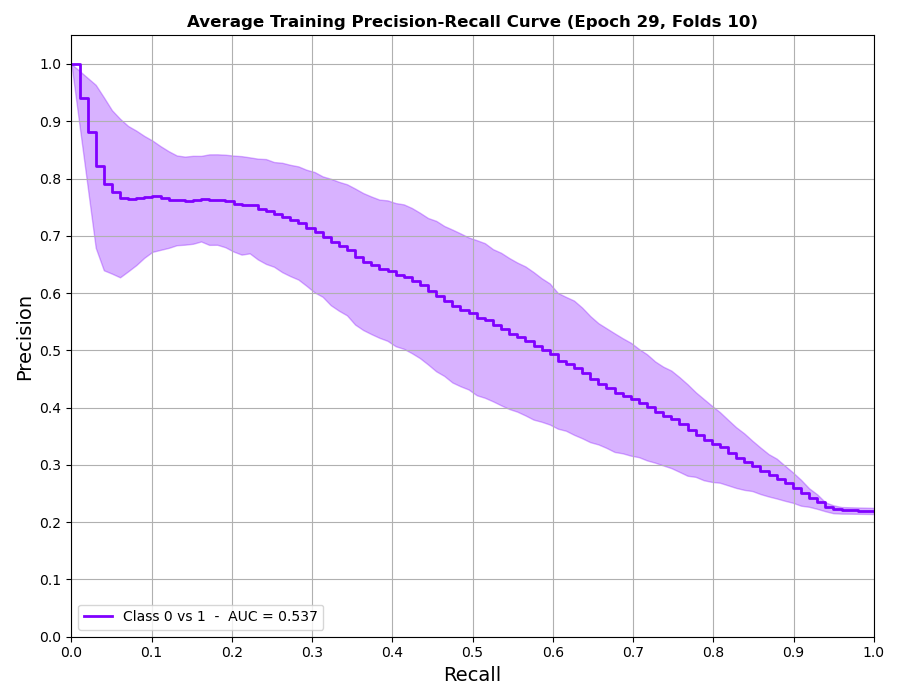 Average Training Precision-Recall Curve (Epoch 29, Folds 10)
Precision
1.0
0.9
0.8
0.7
0.6
0.5
0.4
0.3
0.2
0.1
0.0
Class 0 vs 1 - AUC = 0.537
0.0 0.1 0.2 0.3 0.4 0.5 0.6 0.7 0.8 0.9 1.0
Recall